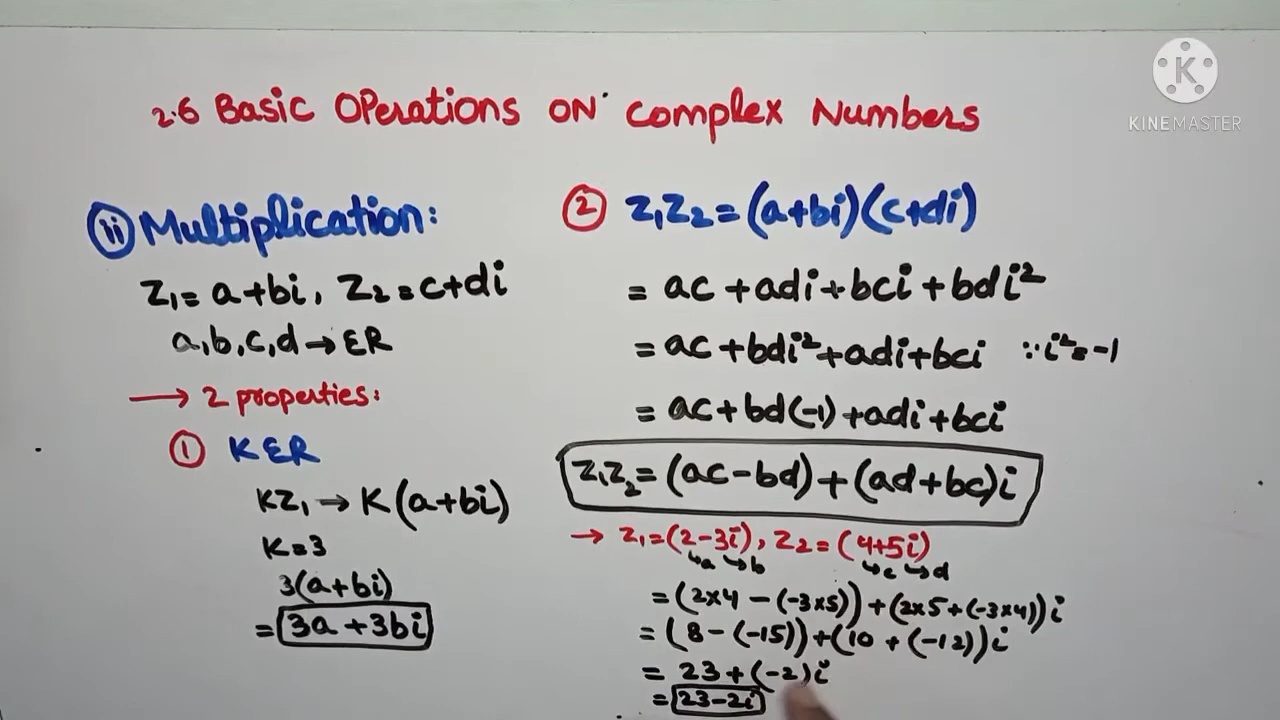 2.6 Basic Operations on Complex Numbers
KINEMASTER
(ii) Multiplication:
Z₁ = a+bi, Z₂ = c+di
a,b,c,d → ЄR
→ 2 properties:
① K ЄR
KZ₁ → K(a+bi)
K=3
3(a+bi)
= 3a+3bi
② Z₁Z₂ = (a+bi)(c+di)
= ac + adi + bci + bdi²
= ac + bdi² + adi + bci ∵ i² = -1
= ac + bd(-1) + adi + bci
Z₁Z₂ = (ac-bd) + (ad+bc)i
→ Z₁ = (2-3i), Z₂ = (4+5i)
↳a ↳b ↳c ↳d
= (2×4 - (-3×5)) + (2×5 + (-3×4))i
= (8 - (-15)) + (10 + (-12))i
= 23 + (-2)i
= 23-2i